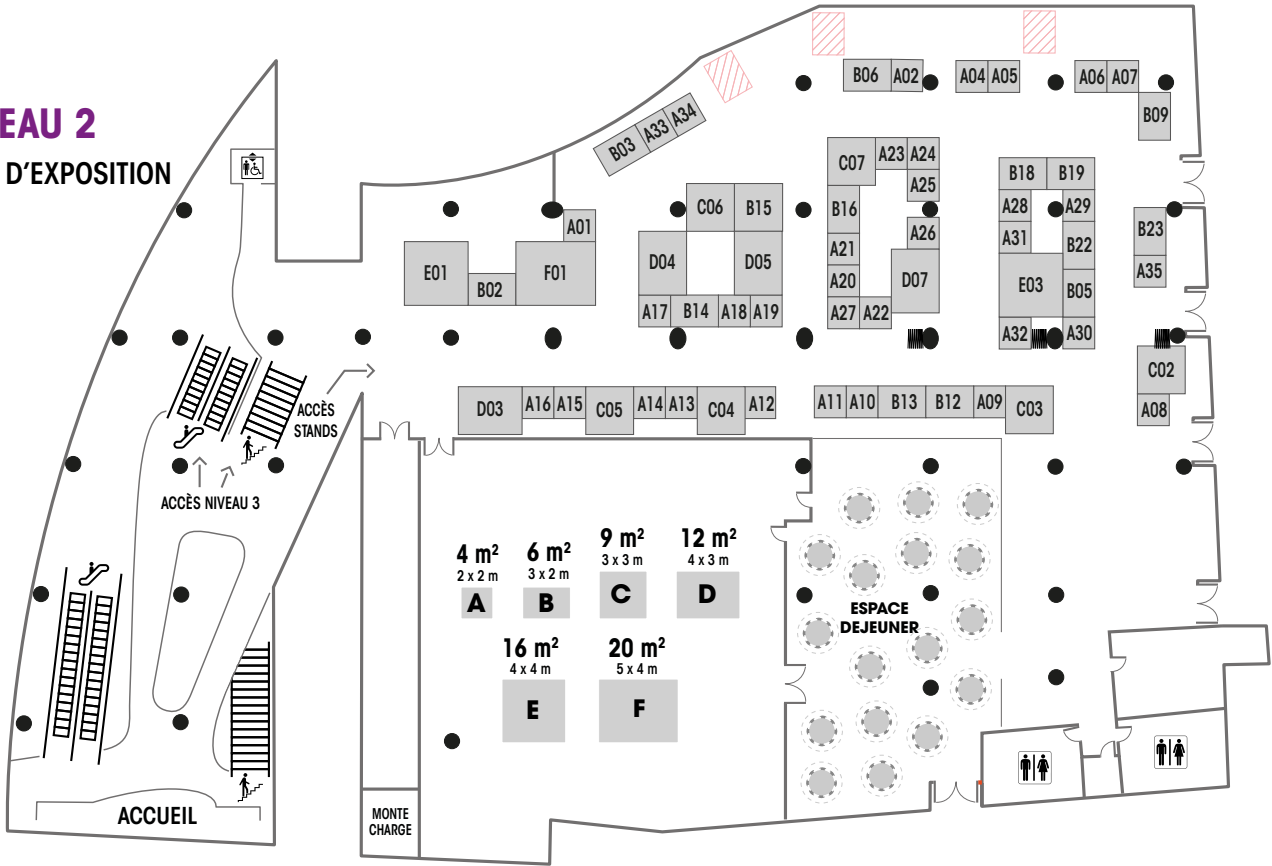 EAU 2
D'EXPOSITION
B06 A02
A04 A05
A06 A07
B09
B03 A33 A34
C07 A23 A24
A25
B16
A21
A26
A20
D07
A27 A22
B18 B19
A28 A29
A31 B22
E03
B05
A32 A30
B23
A35
C06 B15
D04 D05
A17 B14 A18 A19
A01
E01 B02 F01
C02
A08
D03 A16 A15 C05 A14 A13 C04 A12
A11 A10 B13 B12 A09 C03
ACCÈS
STANDS
ACCÈS NIVEAU 3
4 m²
2 x 2 m
A
6 m²
3 x 2 m
B
9 m²
3 x 3 m
C
12 m²
4 x 3 m
D
16 m²
4 x 4 m
E
20 m²
5 x 4 m
F
ESPACE
DEJEUNER
ACCUEIL
MONTE
CHARGE